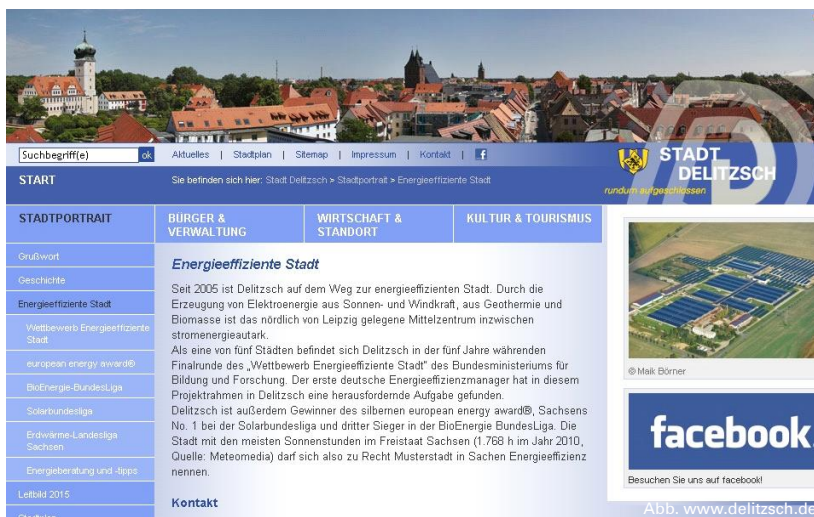 Suchbegriff(e) ok Aktuelles | Stadtplan | Sitemap | Impressum | Kontakt | f
STADT
DELITZSCH
rundum aufgeschlossen
START Sie befinden sich hier: Stadt Delitzsch > Stadtportrait > Energieeffiziente Stadt
STADTPORTRAIT
BÜRGER &
VERWALTUNG
WIRTSCHAFT &
STANDORT
KULTUR & TOURISMUS
Grußwort
Geschichte
Energieeffiziente Stadt
Wettbewerb Energieeffiziente
Stadt
european energy award®
BioEnergie-BundesLiga
Solarbundesliga
Erdwärme-Landesliga
Sachsen
Energieberatung und -tipps
Leitbild 2015
Stadtplan
Energieeffiziente Stadt
Seit 2005 ist Delitzsch auf dem Weg zur energieeffizienten Stadt. Durch die
Erzeugung von Elektroenergie aus Sonnen- und Windkraft, aus Geothermie und
Biomasse ist das nördlich von Leipzig gelegene Mittelzentrum inzwischen
stromenergieautark.
Als eine von fünf Städten befindet sich Delitzsch in der fünf Jahre währenden
Finalrunde des „Wettbewerb Energieeffiziente Stadt" des Bundesministeriums für
Bildung und Forschung. Der erste deutsche Energieeffizienzmanager hat in diesem
Projektrahmen in Delitzsch eine herausfordernde Aufgabe gefunden.
Delitzsch ist außerdem Gewinner des silbernen european energy award®, Sachsens
No. 1 bei der Solarbundesliga und dritter Sieger in der BioEnergie BundesLiga. Die
Stadt mit den meisten Sonnenstunden im Freistaat Sachsen (1.768 h im Jahr 2010,
Quelle: Meteomedia) darf sich also zu Recht Musterstadt in Sachen Energieeffizienz
nennen.
Kontakt
© Maik Börner
facebook.
Besuchen Sie uns auf facebook!
Abb. www.delitzsch.de